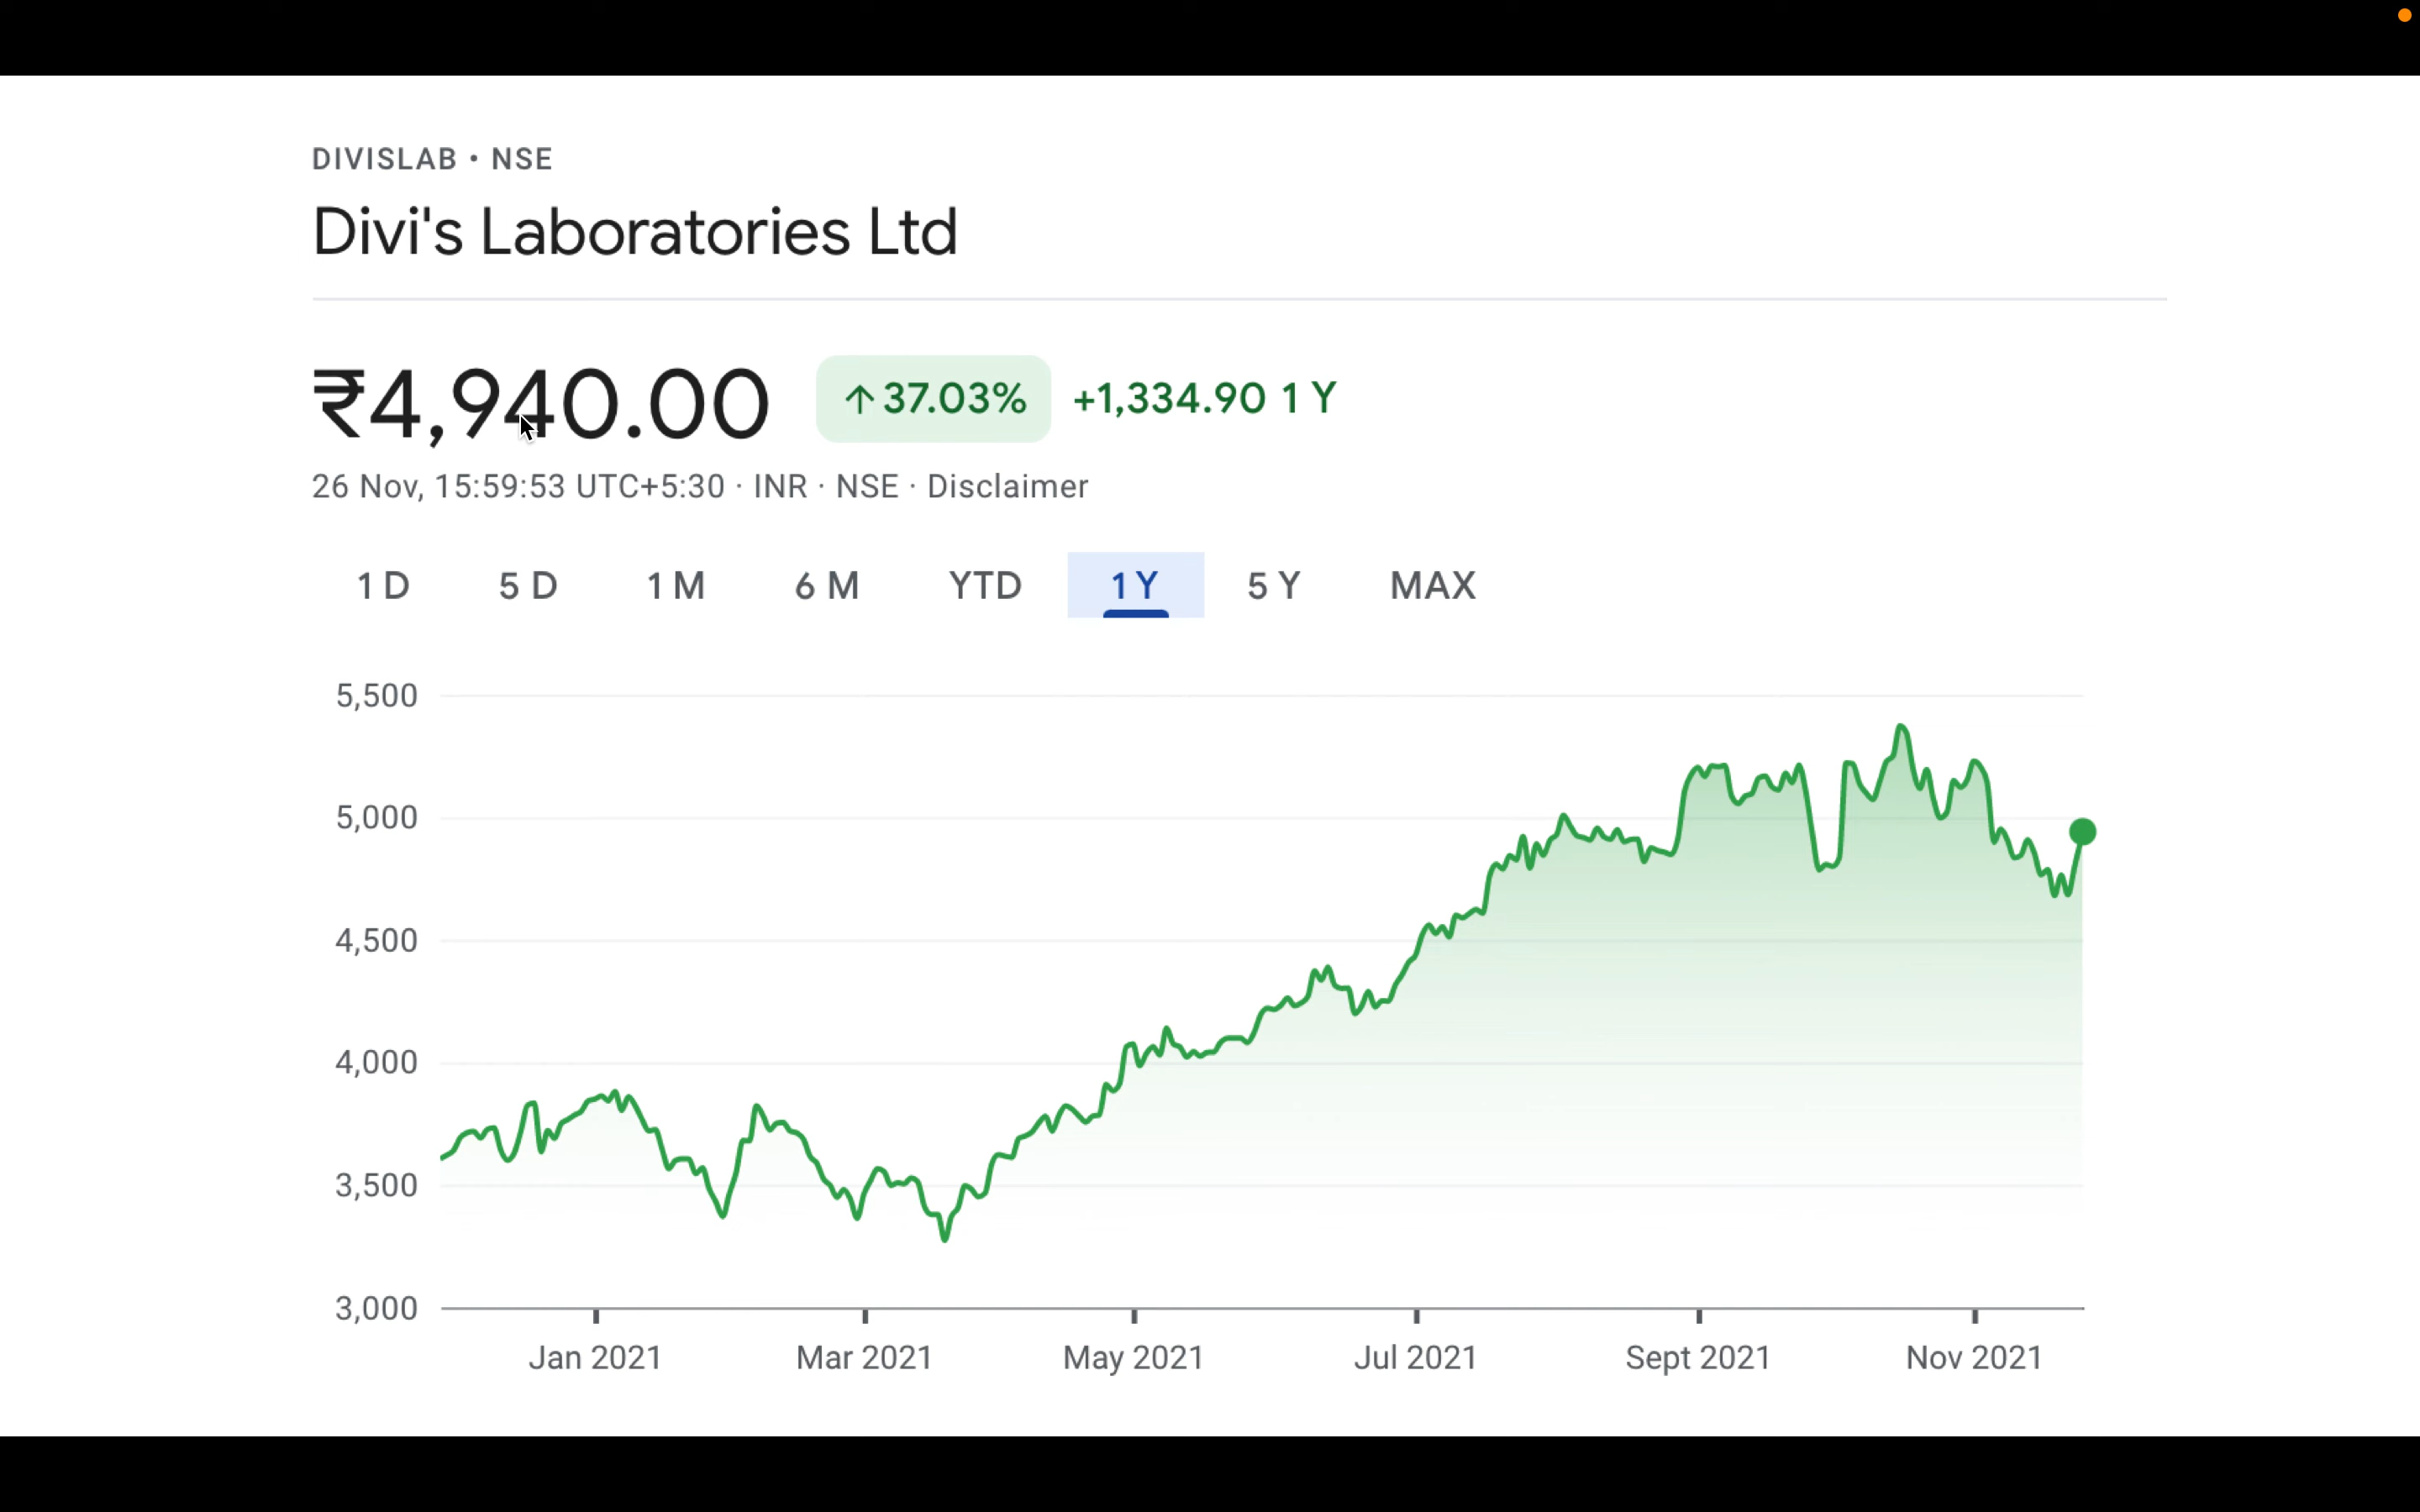 DIVISLAB • NSE
Divi's Laboratories Ltd
₹4,940.00 ↑37.03% +1,334.90 1 Y
26 Nov, 15:59:53 UTC+5:30 · INR · NSE · Disclaimer
1 D 5 D 1 M 6 M YTD 1 Y 5 Y MAX
5,500
5,000
4,500
4,000
3,500
3,000
Jan 2021 Mar 2021 May 2021 Jul 2021 Sept 2021 Nov 2021